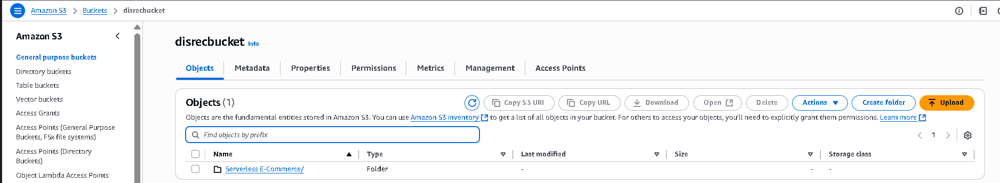 Amazon S3 > Buckets > disrecbucket
Amazon S3
General purpose buckets
Directory buckets
Table buckets
Vector buckets
Access Grants
Access Points (General Purpose
Buckets, FSx file systems)
Access Points (Directory
Buckets)
Object Lambda Access Points
disrecbucket Info
Objects Metadata Properties Permissions Metrics Management Access Points
Objects (1)
Copy S3 URI Copy URL Download Open Delete Actions Create folder Upload
Objects are the fundamental entities stored in Amazon S3. You can use Amazon S3 inventory to get a list of all objects in your bucket. For others to access your objects, you'll need to explicitly grant them permissions. Learn more
Find objects by prefix
1
Name Type Last modified Size Storage class
Serverless E-Commerce/ Folder - - -